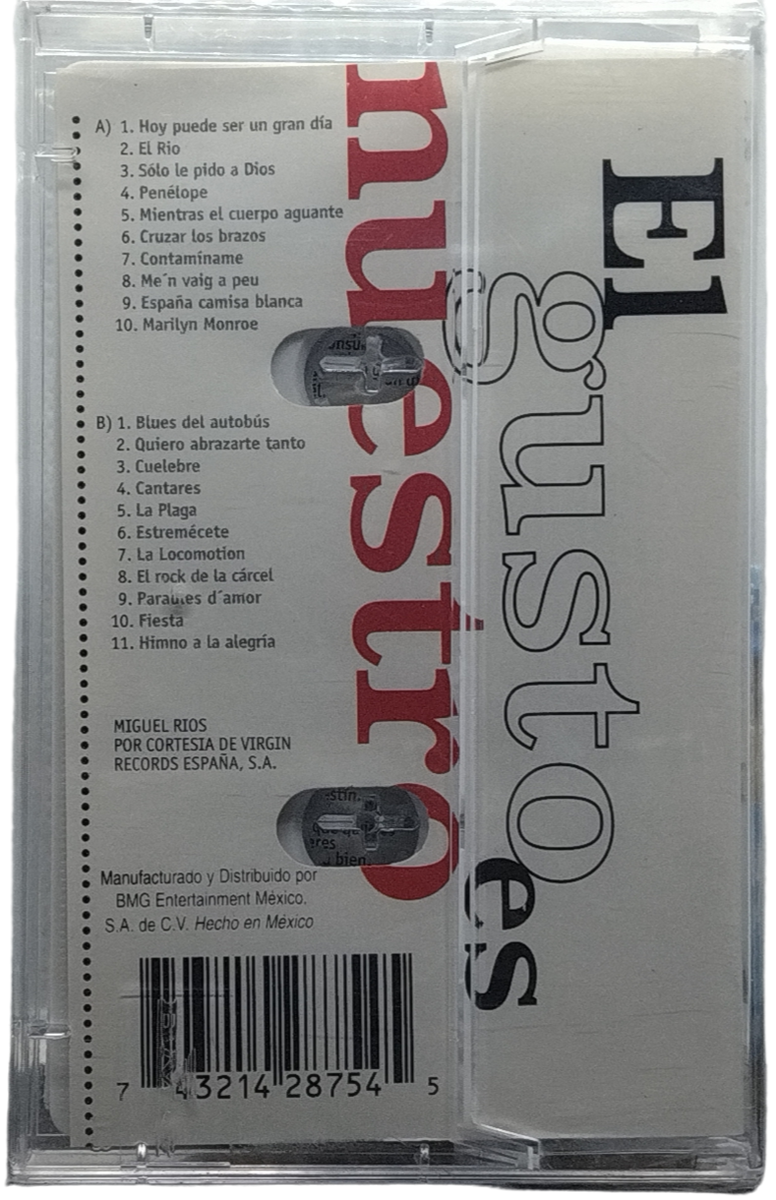 A) 1. Hoy puede ser un gran día
2. El Rio
3. Sólo le pido a Dios
4. Penélope
5. Mientras el cuerpo aguante
6. Cruzar los brazos
7. Contamíname
8. Me´n vaig a peu
9. España camisa blanca
10. Marilyn Monroe
B) 1. Blues del autobús
2. Quiero abrazarte tanto
3. Cuelebre
4. Cantares
5. La Plaga
6. Estremécete
7. La Locomotion
8. El rock de la cárcel
9. Paraules d´amor
10. Fiesta
11. Himno a la alegría
MIGUEL RIOS
POR CORTESIA DE VIRGIN
RECORDS ESPAÑA, S.A.
Manufacturado y Distribuido por
BMG Entertainment México.
S.A. de C.V. Hecho en México
7 43214 28754 5
El
gusto
es
nuestro